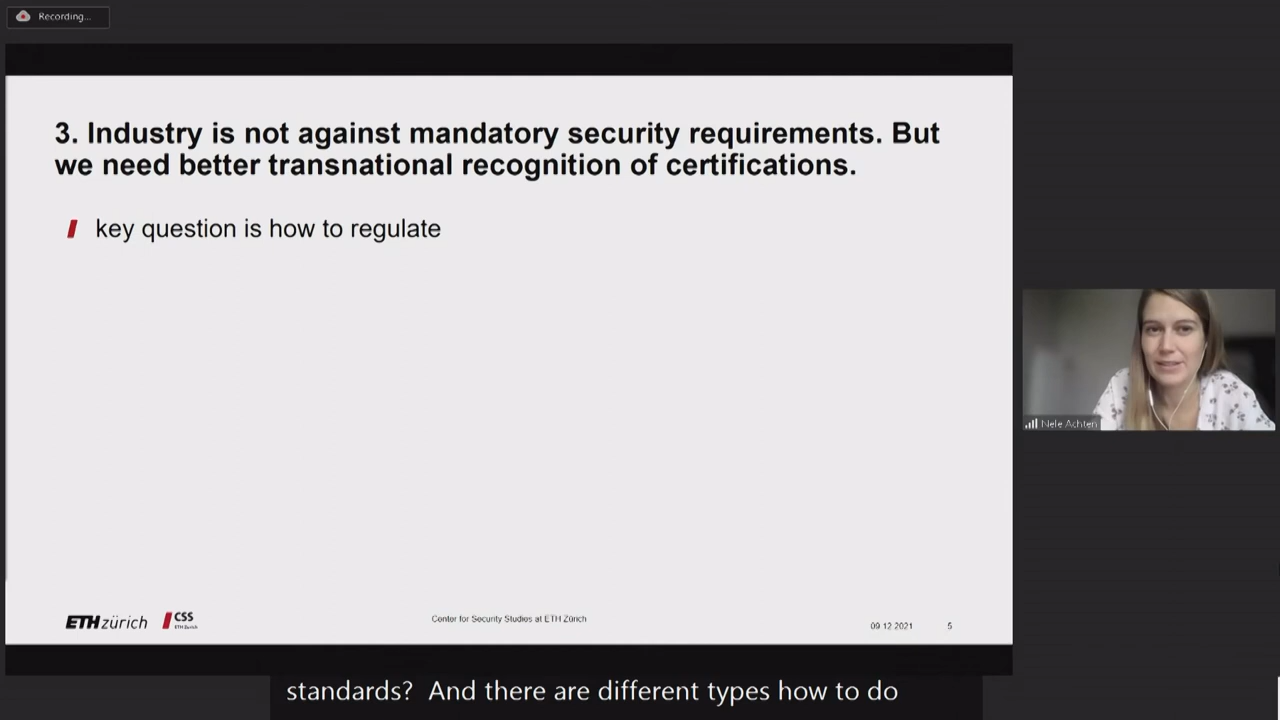 Recording...
3. Industry is not against mandatory security requirements. But
we need better transnational recognition of certifications.
key question is how to regulate
Nele Achten
ETH zürich
CSS
ETH Zürich
Center for Security Studies at ETH Zürich
09.12.2021
5
standards? And there are different types how to do